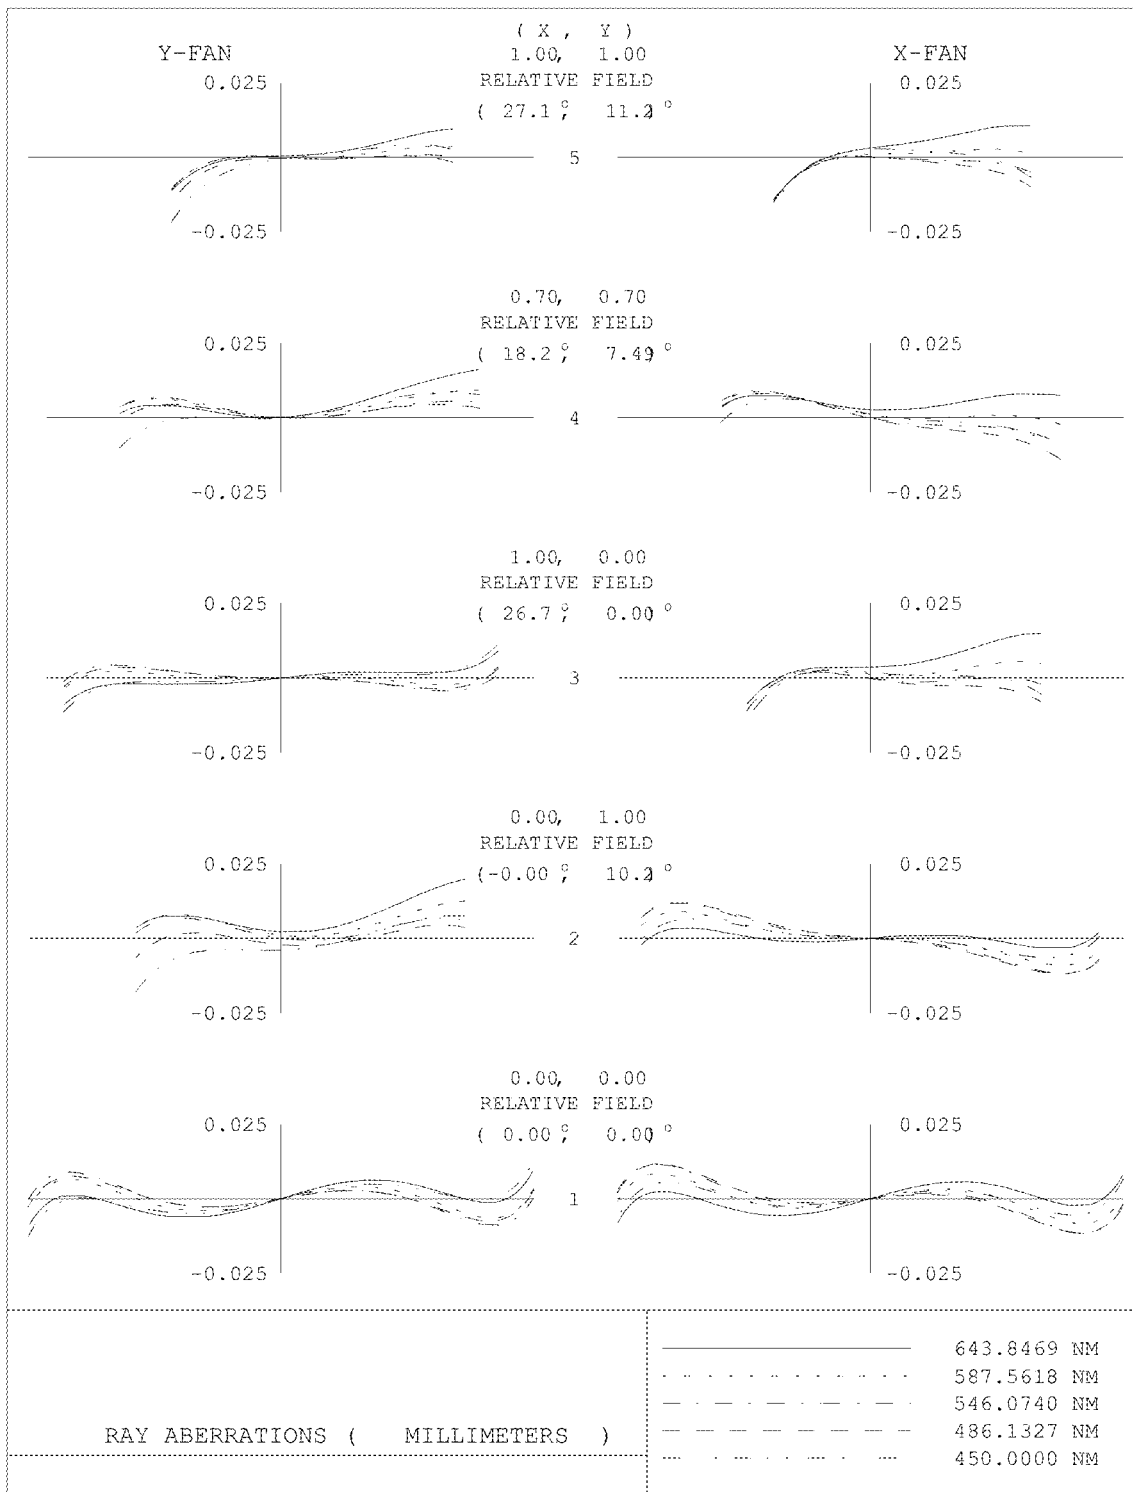 ( X , Y )
Y-FAN 1.00, 1.00 X-FAN
0.025 RELATIVE FIELD 0.025
( 27.1 °, 11.2 °
5
-0.025 -0.025
0.70, 0.70
RELATIVE FIELD
0.025 ( 18.2 °, 7.49) ° 0.025
4
-0.025 -0.025
1.00, 0.00
RELATIVE FIELD
0.025 ( 26.7 °, 0.00) ° 0.025
3
-0.025 -0.025
0.00, 1.00
RELATIVE FIELD
0.025 (-0.00 °, 10.2) ° 0.025
2
-0.025 -0.025
0.00, 0.00
RELATIVE FIELD
0.025 ( 0.00 °, 0.00) ° 0.025
1
-0.025 -0.025
643.8469 NM
587.5618 NM
546.0740 NM
486.1327 NM
450.0000 NM
RAY ABERRATIONS ( MILLIMETERS )